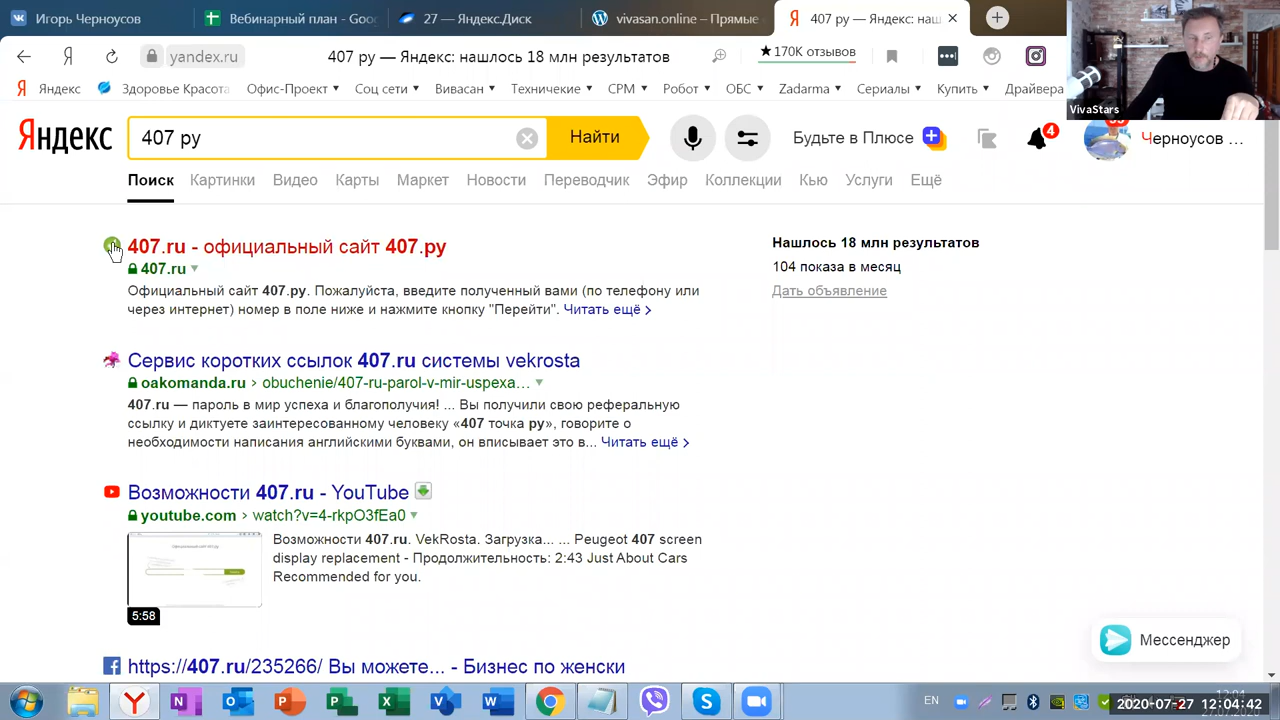 Игорь Черноусов
Вебинарный план - Goo
27 — Яндекс.Диск
vivasan.online – Прямые
407 ру — Яндекс: наш
yandex.ru
407 ру — Яндекс: нашлось 18 млн результатов
★170K отзывов
Яндекс
Здоровье Красота
Офис-Проект
Соц сети
Вивасан
Техничекие
СРМ
Робот
ОБС
Zadarma
Сериалы
Купить
Драйвера
VivaStars
Яндекс
407 ру
Найти
Будьте в Плюсе
4
Черноусов ...
Поиск
Картинки
Видео
Карты
Маркет
Новости
Переводчик
Эфир
Коллекции
Кью
Услуги
Ещё
407.ru - официальный сайт 407.ру
407.ru
Официальный сайт 407.ру. Пожалуйста, введите полученный вами (по телефону или
через интернет) номер в поле ниже и нажмите кнопку "Перейти". Читать ещё >
Нашлось 18 млн результатов
104 показа в месяц
Дать объявление
Сервис коротких ссылок 407.ru системы vekrosta
oakomanda.ru › obuchenie/407-ru-parol-v-mir-uspexa…
407.ru — пароль в мир успеха и благополучия! ... Вы получили свою реферальную
ссылку и диктуете заинтересованному человеку «407 точка ру», говорите о
необходимости написания английскими буквами, он вписывает это в... Читать ещё >
Возможности 407.ru - YouTube
youtube.com › watch?v=4-rkpO3fEa0
Возможности 407.ru. VekRosta. Загрузка... ... Peugeot 407 screen
display replacement - Продолжительность: 2:43 Just About Cars
Recommended for you.
5:58
Мессенджер
https://407.ru/235266/ Вы можете... - Бизнес по женски
EN
2020-07-27 12:04:42